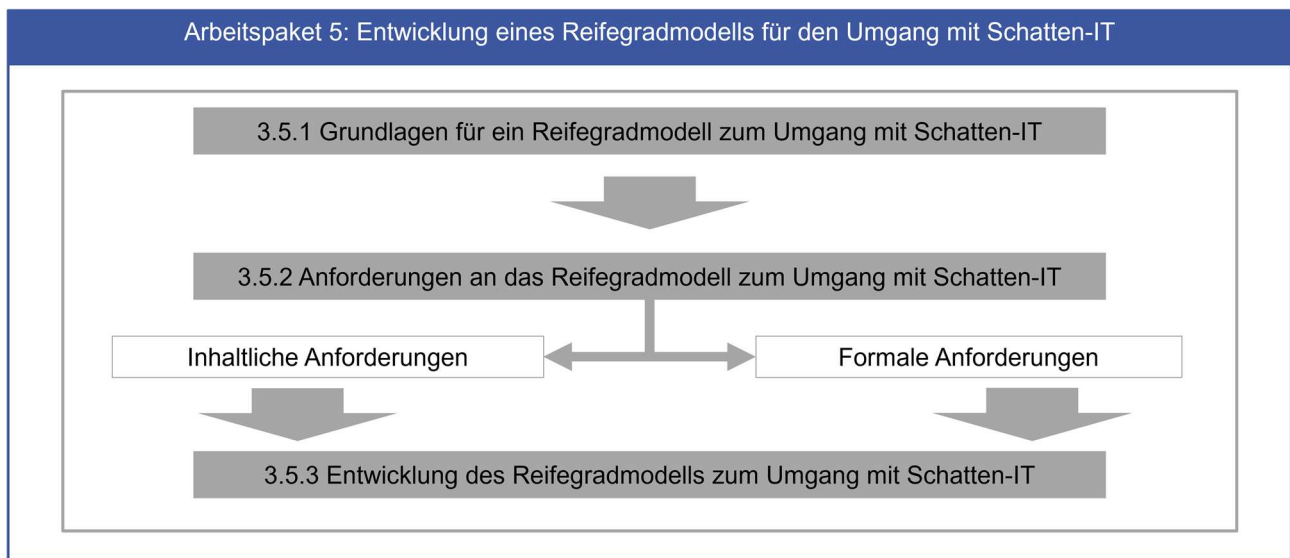 Arbeitspaket 5: Entwicklung eines Reifegradmodells für den Umgang mit Schatten-IT
3.5.1 Grundlagen für ein Reifegradmodell zum Umgang mit Schatten-IT
3.5.2 Anforderungen an das Reifegradmodell zum Umgang mit Schatten-IT
Inhaltliche Anforderungen
Formale Anforderungen
3.5.3 Entwicklung des Reifegradmodells zum Umgang mit Schatten-IT